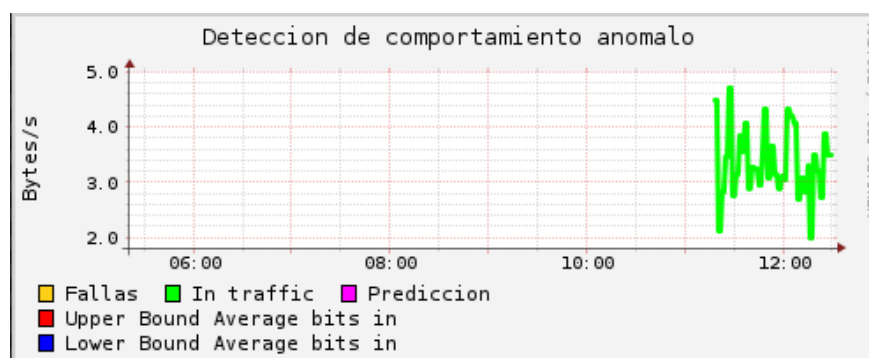 Deteccion de comportamiento anomalo
Bytes/s
5.0
4.0
3.0
2.0
06:00 08:00 10:00 12:00
Fallas In traffic Prediccion
Upper Bound Average bits in
Lower Bound Average bits in